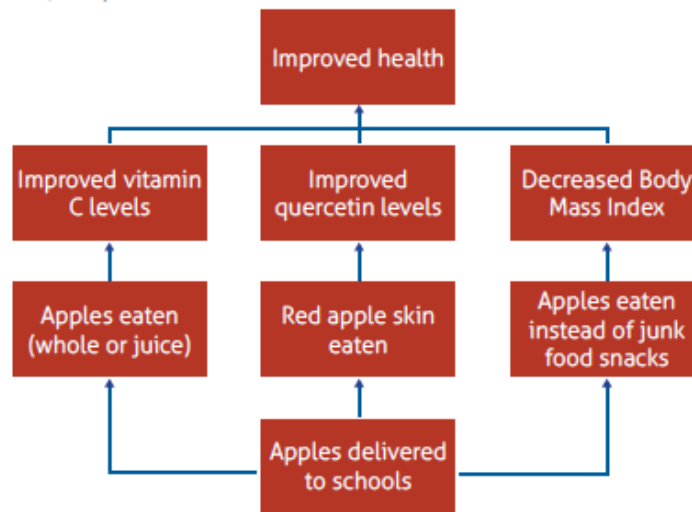 Improved health
Improved vitamin
C levels
Improved
quercetin levels
Decreased Body
Mass Index
Apples eaten
(whole or juice)
Red apple skin
eaten
Apples eaten
instead of junk
food snacks
Apples delivered
to schools